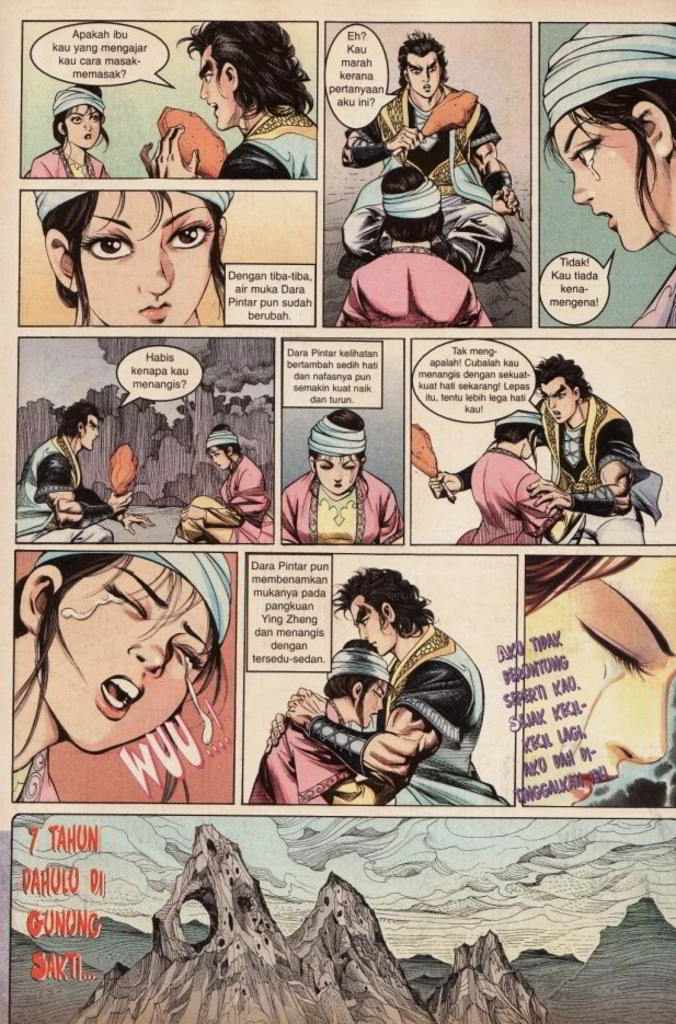 Apakah ibu
kau yang mengajar
kau cara masak-
memasak?
Eh?
Kau
marah
kerana
pertanyaan
aku ini?
Dengan tiba-tiba,
air muka Dara
Pintar pun sudah
berubah.
Tidak!
Kau tiada
kena-
mengena!
Habis
kenapa kau
menangis?
Dara Pintar kelihatan
bertambah sedih hati
dan nafasnya pun
semakin kuat naik
dan turun.
Tak meng-
apalah! Cubalah kau
menangis dengan sekuat-
kuat hati sekarang! Lepas
itu, tentu lebih lega hati
kau!
WUU....
Dara Pintar pun
membenamkan
mukanya pada
pangkuan
Ying Zheng
dan menangis
dengan
tersedu-sedan.
AKU TIDAK
BERUNTUNG
SEPERTI KAU.
SEJAK KECIL-
KECIL LAGI,
AKU DAH DI-
TINGGALKAN IBU
7 TAHUN
DAHULU DI
GUNUNG
SAKTI...